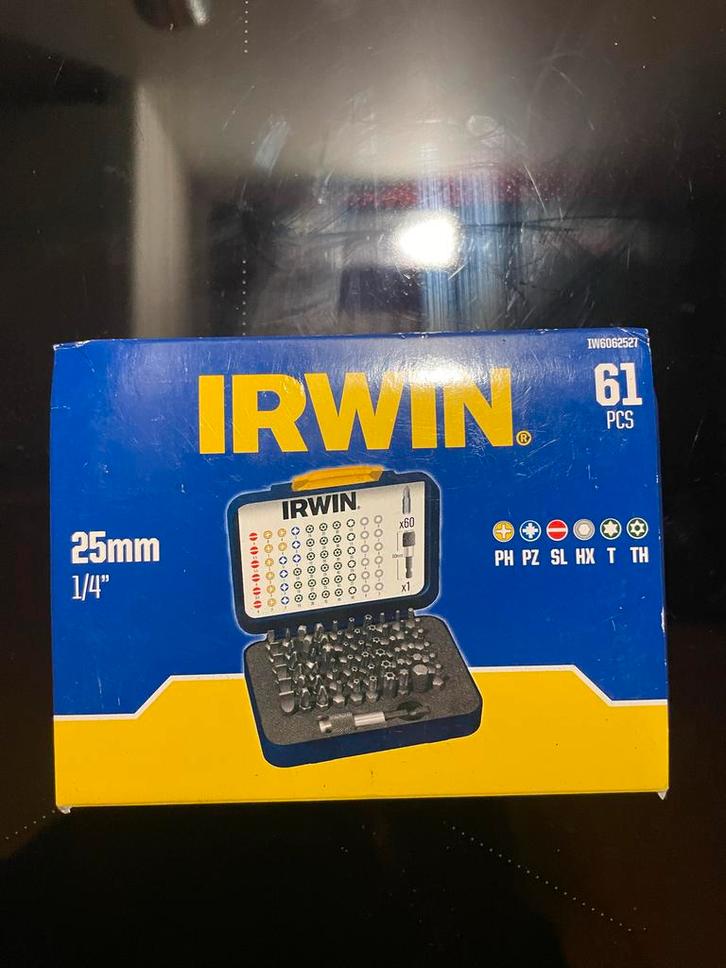 IW6062527
IRWIN®
61
PCS
25mm
1/4"
IRWIN
x60
x1
PH PZ SL HX T TH